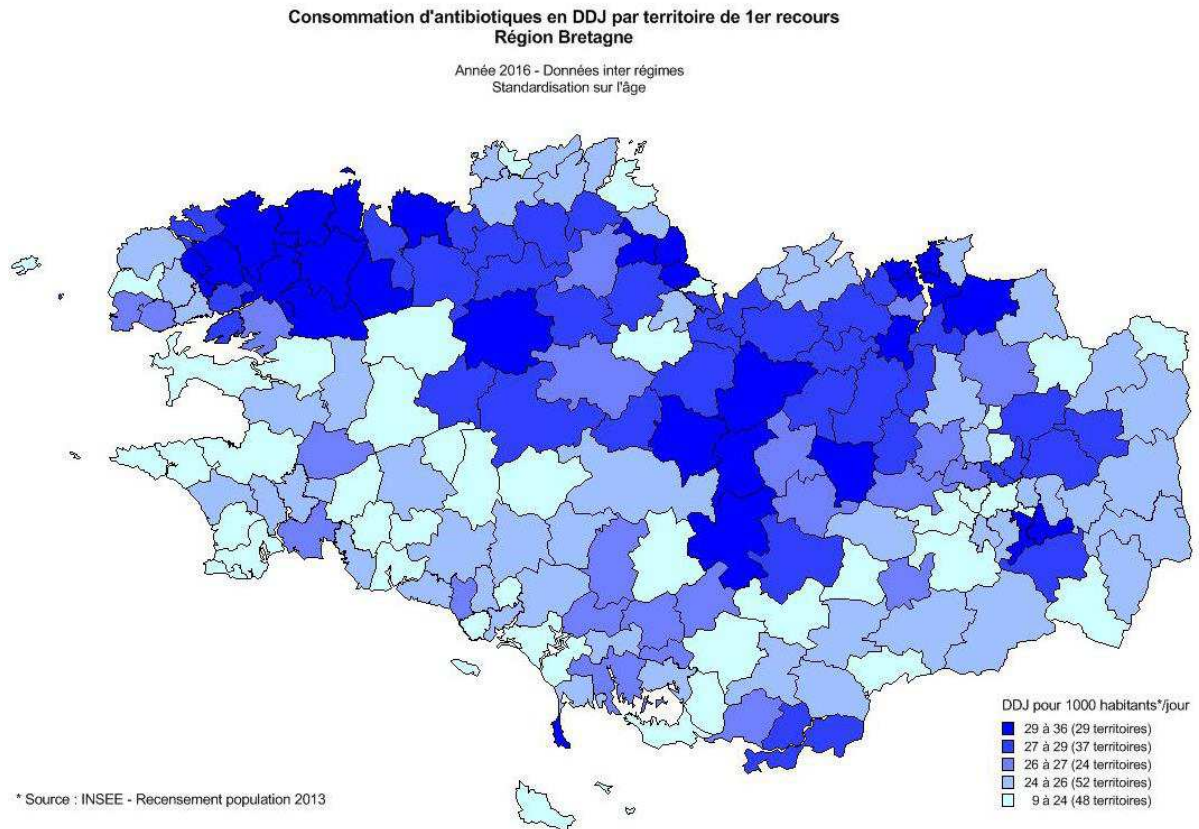 Consommation d'antibiotiques en DDJ par territoire de 1er recours
Région Bretagne
Année 2016 - Données inter régimes
Standardisation sur l'âge
DDJ pour 1000 habitants*/jour
29 à 36 (29 territoires)
27 à 29 (37 territoires)
26 à 27 (24 territoires)
24 à 26 (52 territoires)
9 à 24 (48 territoires)
* Source : INSEE - Recensement population 2013